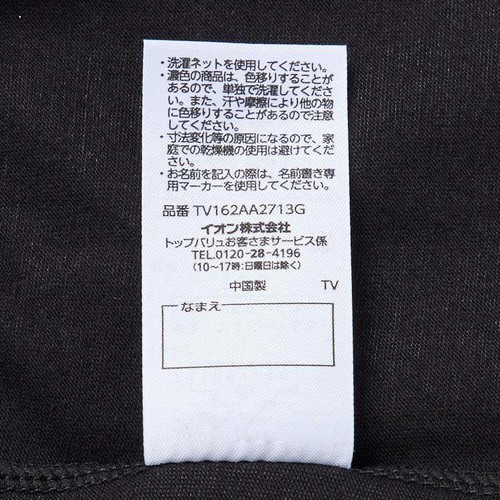 ・洗濯ネットを使用してください。
・濃色の商品は、色移りすることが
あるので、単独で洗濯してくださ
い。また、汗や摩擦により他の物
に色移りすることがあるので注意
してください。
・寸法変化等の原因になるので、家
庭での乾燥機の使用は避けてくだ
さい。
・お名前を記入の際は、名前書き専
用マーカーを使用してください。
品番 TV162AA2713G
イオン株式会社
トップバリュお客さまサービス係
TEL.0120-28-4196
(10~17時:日曜日は除く)
中国製 TV
なまえ